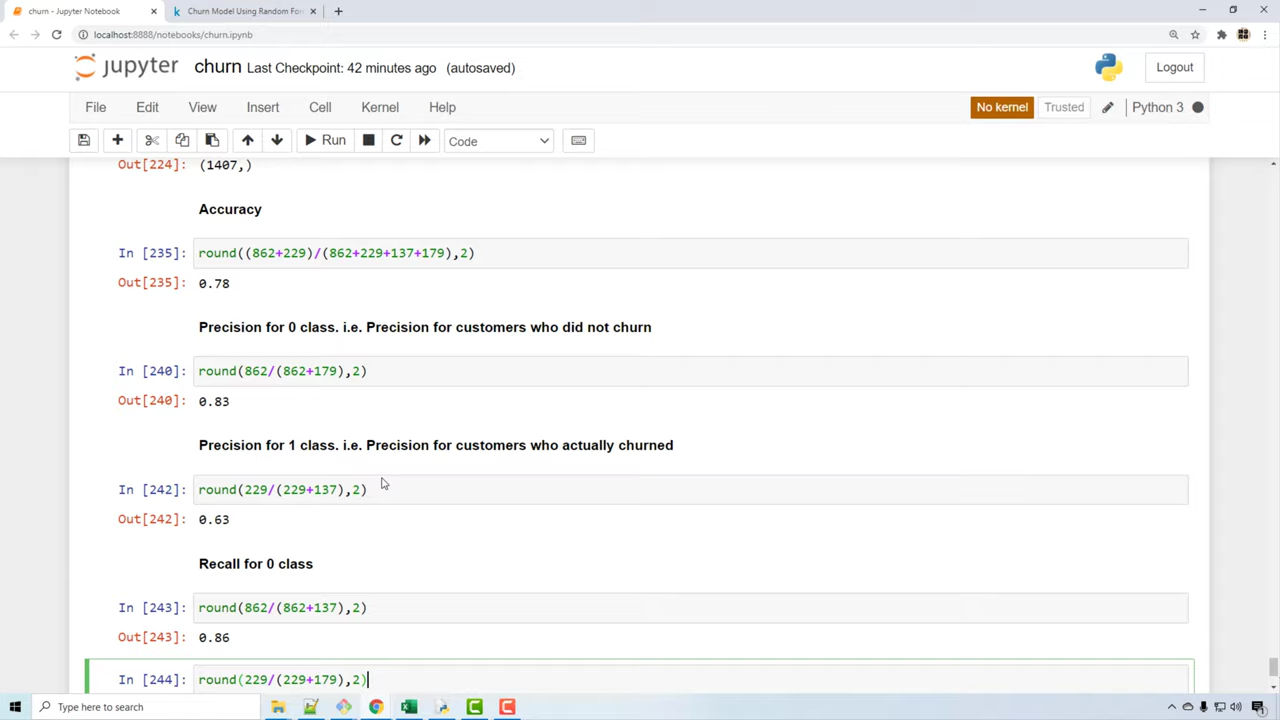 churn - Jupyter Notebook
Churn Model Using Random For
localhost:8888/notebooks/churn.ipynb
jupyter churn Last Checkpoint: 42 minutes ago (autosaved)
Logout
File Edit View Insert Cell Kernel Help
No kernel Trusted Python 3
Run Code
Out[224]: (1407,)
Accuracy
In [235]: round((862+229)/(862+229+137+179),2)
Out[235]: 0.78
Precision for 0 class. i.e. Precision for customers who did not churn
In [240]: round(862/(862+179),2)
Out[240]: 0.83
Precision for 1 class. i.e. Precision for customers who actually churned
In [242]: round(229/(229+137),2)
Out[242]: 0.63
Recall for 0 class
In [243]: round(862/(862+137),2)
Out[243]: 0.86
In [244]: round(229/(229+179),2)
Type here to search